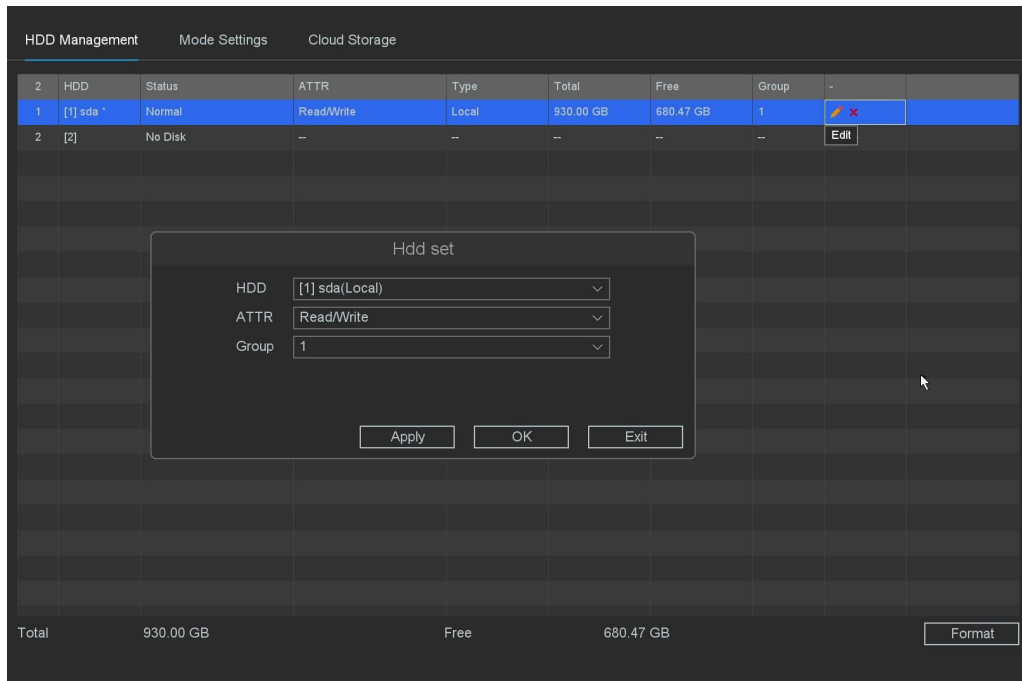 HDD Management Mode Settings Cloud Storage
2 HDD Status ATTR Type Total Free Group -
1 [1] sda * Normal Read/Write Local 930.00 GB 680.47 GB 1
2 [2] No Disk -- -- -- -- --
Edit
Hdd set
HDD [1] sda(Local)
ATTR Read/Write
Group 1
Apply OK Exit
Total 930.00 GB Free 680.47 GB Format